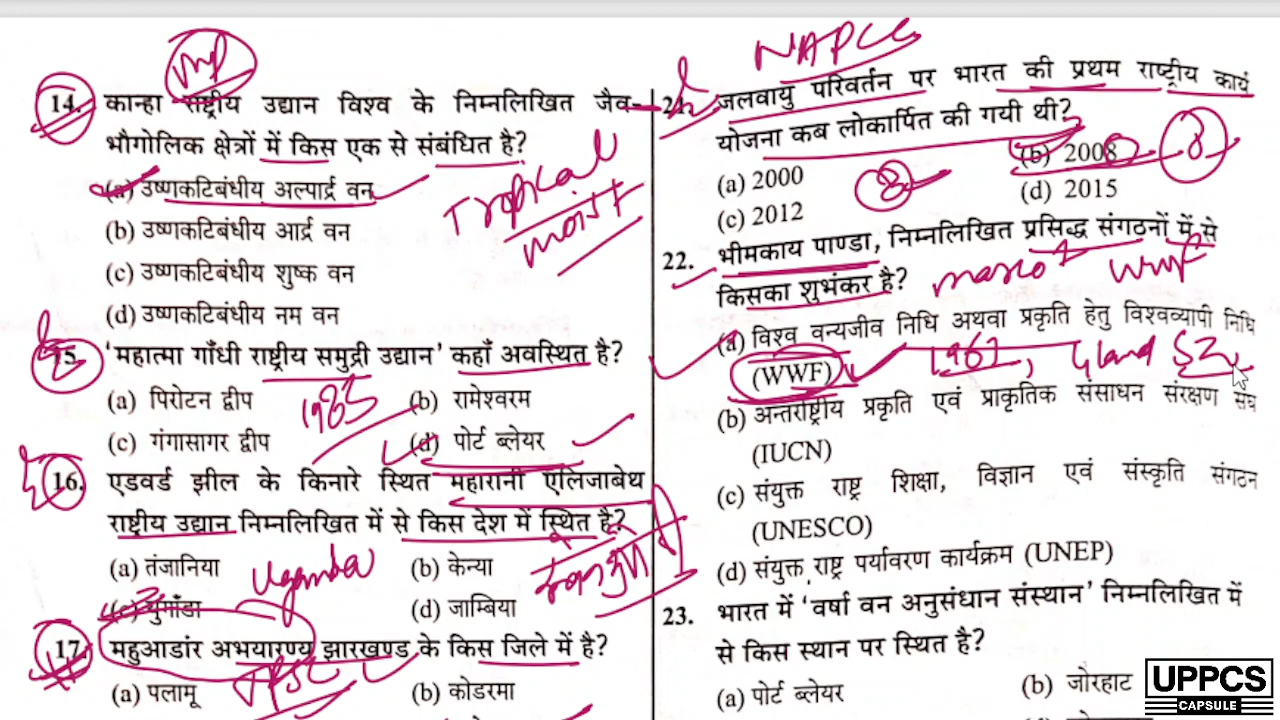 14. कान्हा राष्ट्रीय उद्यान विश्व के निम्नलिखित जैव-
भौगोलिक क्षेत्रों में किस एक से संबंधित है?
(a) उष्णकटिबंधीय अल्पार्द्र वन
(b) उष्णकटिबंधीय आर्द्र वन
(c) उष्णकटिबंधीय शुष्क वन
(d) उष्णकटिबंधीय नम वन
Tropical
moist
15. 'महात्मा गाँधी राष्ट्रीय समुद्री उद्यान' कहाँ अवस्थित है?
(a) पिरोटन द्वीप
(b) रामेश्वरम
(c) गंगासागर द्वीप
(d) पोर्ट ब्लेयर
1983
16. एडवर्ड झील के किनारे स्थित महारानी एलिजाबेथ
राष्ट्रीय उद्यान निम्नलिखित में से किस देश में स्थित है?
(a) तंजानिया
(b) केन्या
(c) युगाँडा
(d) जाम्बिया
Uganda
17. महुआडांर अभयारण्य झारखण्ड के किस जिले में है?
(a) पलामू
(b) कोडरमा
NAPCC
21. जलवायु परिवर्तन पर भारत की प्रथम राष्ट्रीय कार्य
योजना कब लोकार्पित की गयी थी?
(a) 2000
(b) 2008
(c) 2012
(d) 2015
8
8
22. भीमकाय पाण्डा, निम्नलिखित प्रसिद्ध संगठनों में से
किसका शुभंकर है?
WWF
(a) विश्व वन्यजीव निधि अथवा प्रकृति हेतु विश्वव्यापी निधि
(WWF)
(b) अन्तर्राष्ट्रीय प्रकृति एवं प्राकृतिक संसाधन संरक्षण संघ
(IUCN)
(c) संयुक्त राष्ट्र शिक्षा, विज्ञान एवं संस्कृति संगठन
(UNESCO)
(d) संयुक्त राष्ट्र पर्यावरण कार्यक्रम (UNEP)
23. भारत में 'वर्षा वन अनुसंधान संस्थान' निम्नलिखित में
से किस स्थान पर स्थित है?
(a) पोर्ट ब्लेयर
(b) जोरहाट
UPPCS
CAPSULE